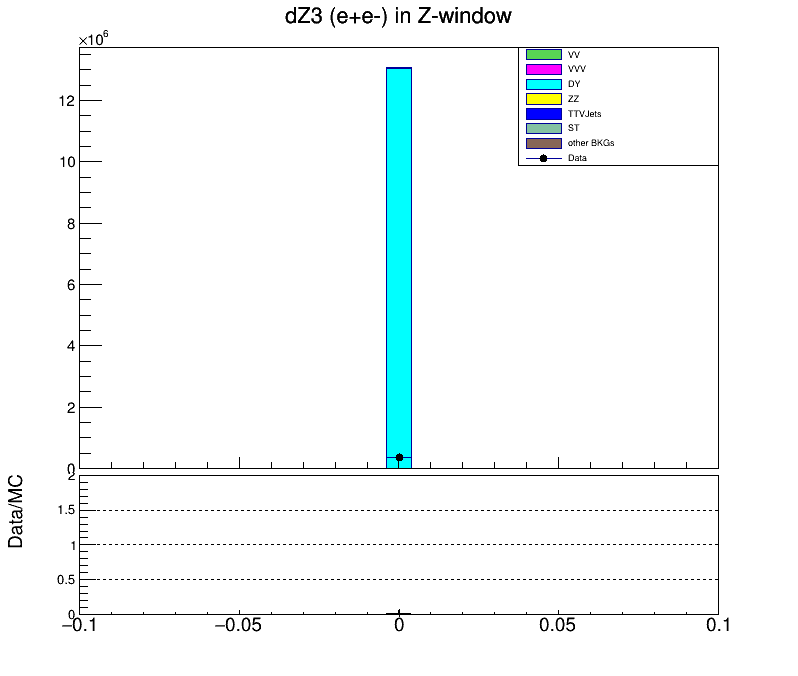 dZ3 (e+e-) in Z-window
×10^6
VV
VVV
DY
ZZ
TTVJets
ST
other BKGs
Data
12
10
8
6
4
2
0
Data/MC
2
1.5
1
0.5
0
−0.1
−0.05
0
0.05
0.1